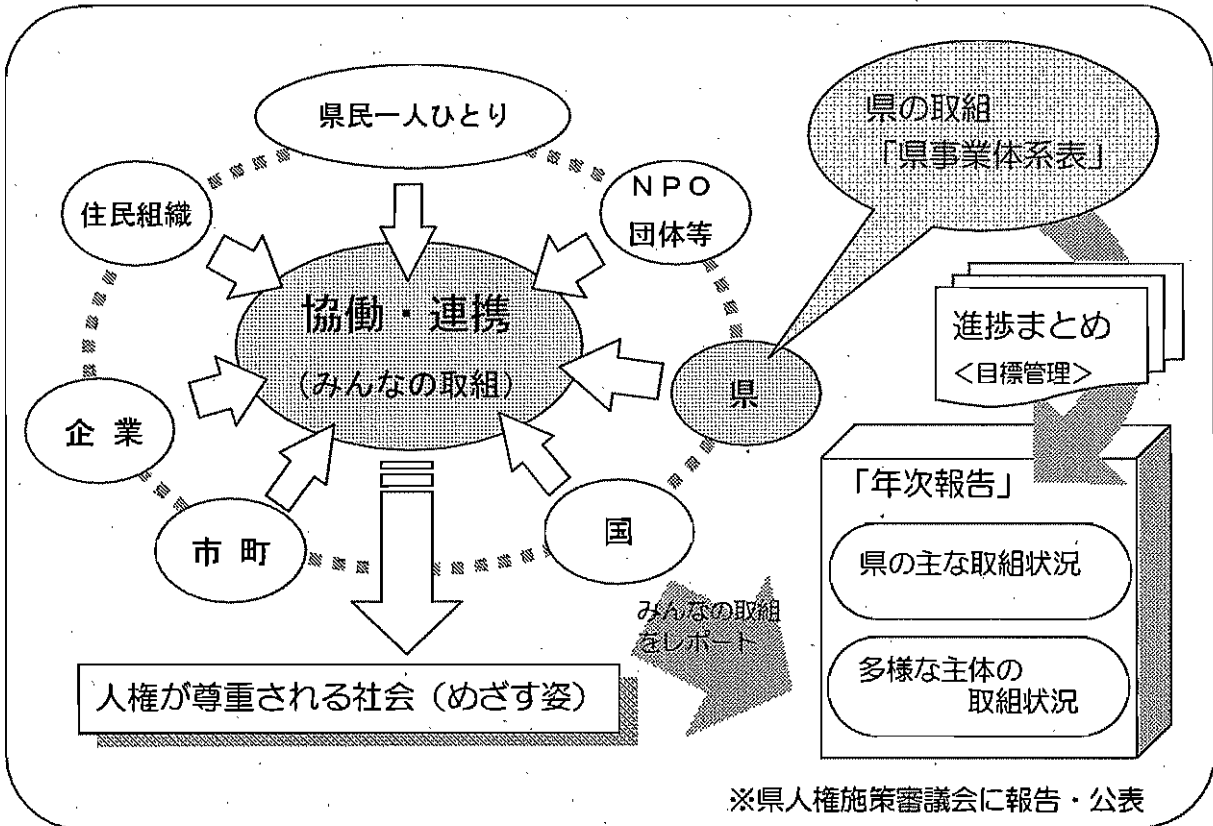 県民一人ひとり
住民組織
NPO
団体等
協働・連携
(みんなの取組)
県
企業
市町
国
人権が尊重される社会(めざす姿)
県の取組
「県事業体系表」
進捗まとめ
<目標管理>
みんなの取組
をレポート
「年次報告」
県の主な取組状況
多様な主体の
取組状況
※県人権施策審議会に報告・公表